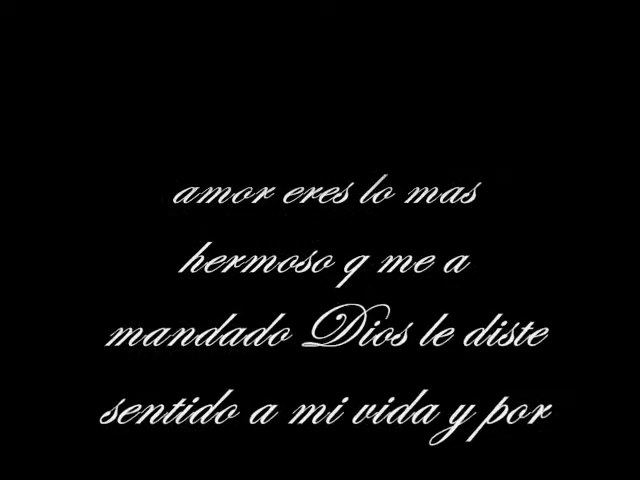 amor eres lo mas
hermoso q me a
mandado Dios le diste
sentido a mi vida y por